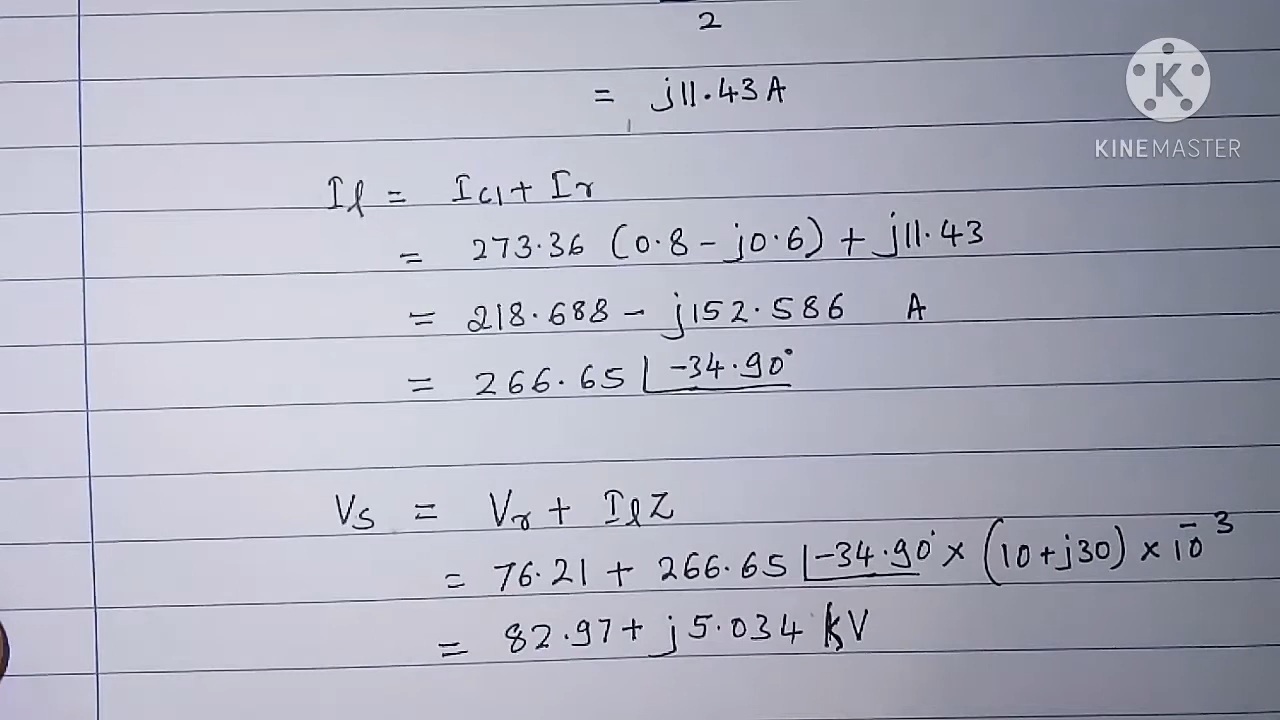 2
= j11.43 A
K
KINEMASTER
Il = Ic1 + Ir
= 273.36 (0.8 - j0.6) + j11.43
= 218.688 - j152.586 A
= 266.65 ∠-34.90°
Vs = Vr + IlZ
= 76.21 + 266.65 ∠-34.90° × (10+j30) × 10⁻³
= 82.97 + j5.034 kV